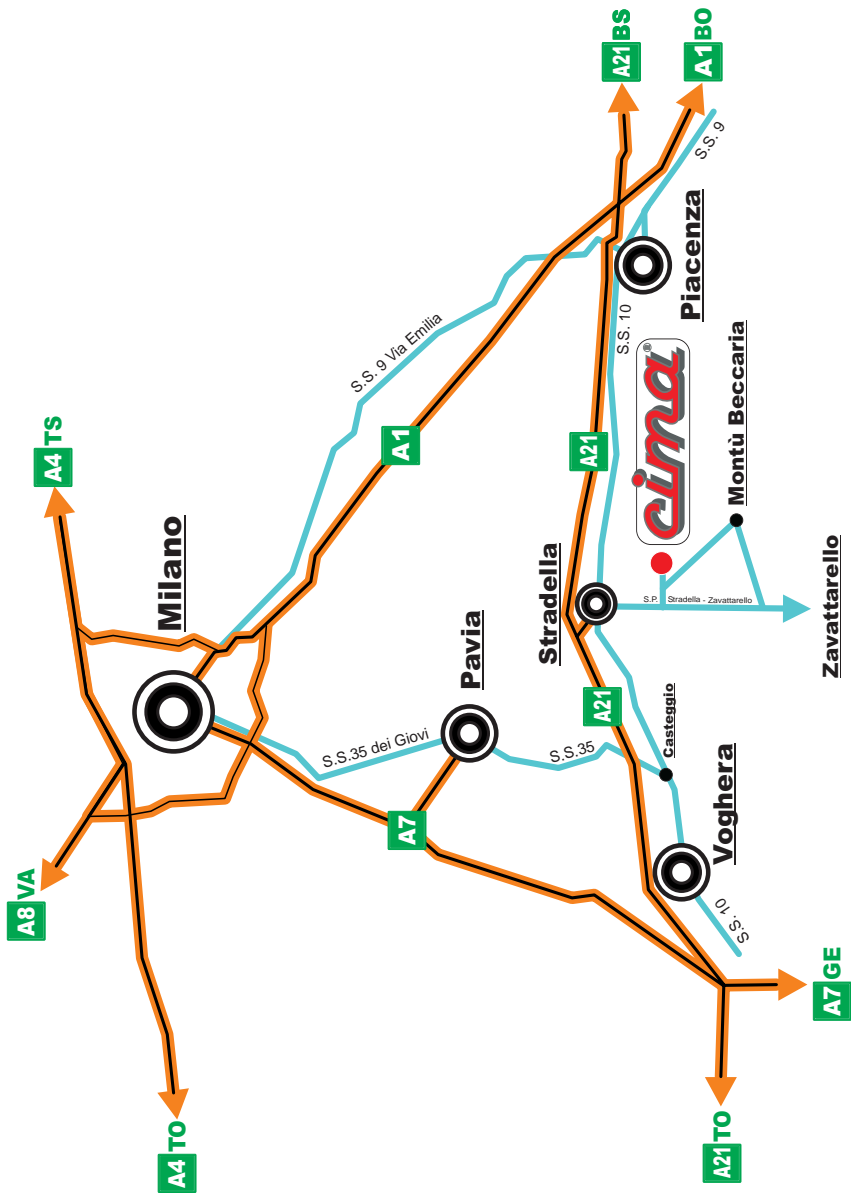 A4 TS
A8 VA
A4 TO
Milano
S.S. 9 Via Emilia
A1
S.S.35 dei Giovi
A7
Pavia
S.S.35
A21 BS
A1 BO
S.S. 9
Piacenza
S.S. 10
A21
cima®
Stradella
S.P. Stradella - Zavattarello
Montù Beccaria
Zavattarello
A21
Casteggio
Voghera
S.S. 10
A7 GE
A21 TO